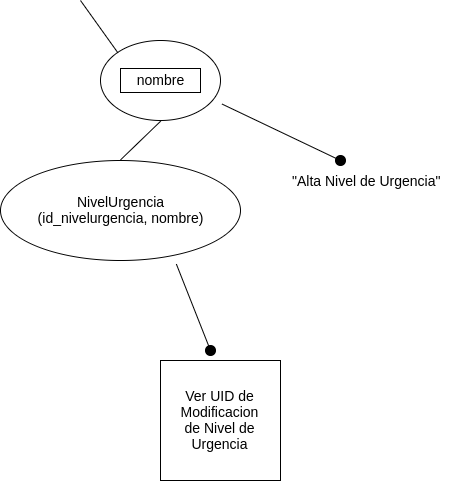 nombre
"Alta Nivel de Urgencia"
NivelUrgencia
(id_nivelurgencia, nombre)
Ver UID de
Modificacion
de Nivel de
Urgencia